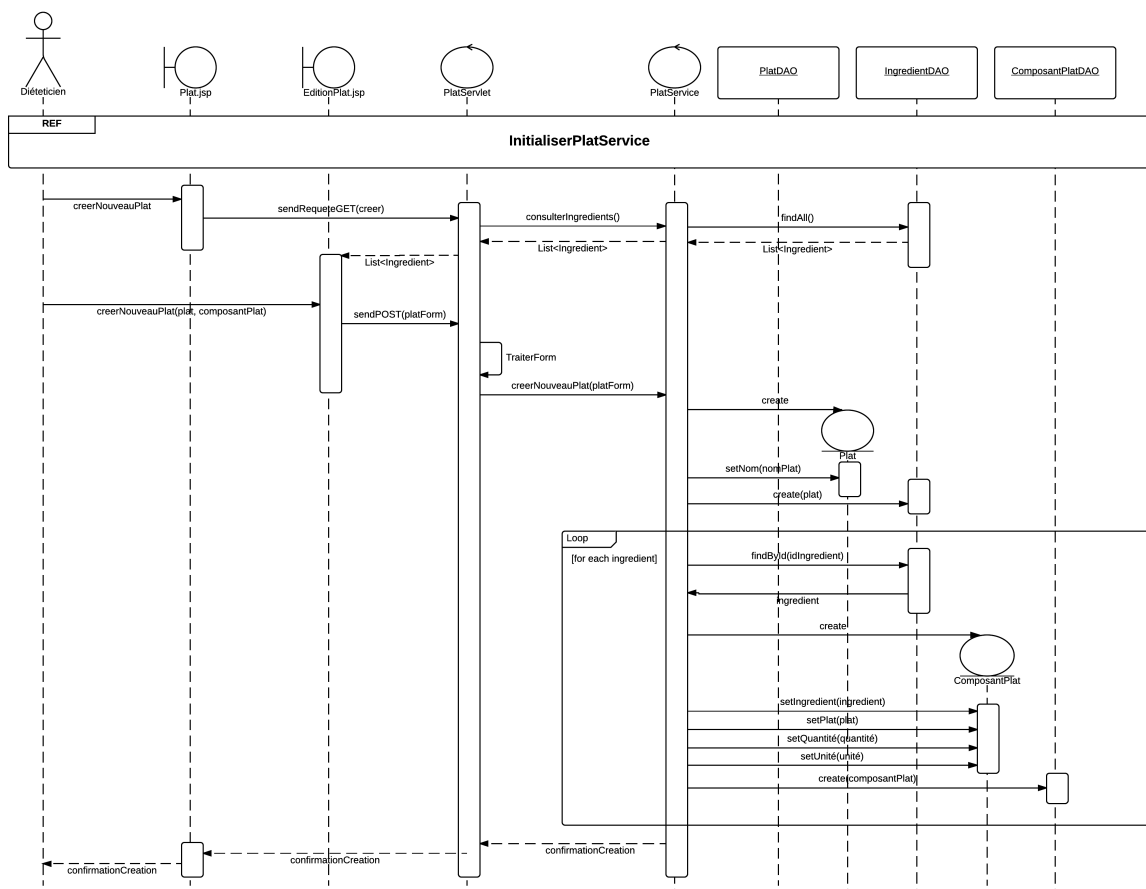 Diéteticien
Plat.jsp
EditionPlat.jsp
PlatServlet
PlatService
PlatDAO
IngredientDAO
ComposantPlatDAO
REF
InitialiserPlatService
creerNouveauPlat
sendRequeteGET(creer)
consulterIngredients()
findAll()
List<Ingredient>
List<Ingredient>
List<Ingredient>
creerNouveauPlat(plat, composantPlat)
sendPOST(platForm)
TraiterForm
creerNouveauPlat(platForm)
create
Plat
setNom(nomPlat)
create(plat)
Loop
[for each ingredient]
findById(idIngredient)
ingredient
create
ComposantPlat
setIngredient(ingredient)
setPlat(plat)
setQuantité(quantité)
setUnité(unité)
create(composantPlat)
confirmationCreation
confirmationCreation
confirmationCreation